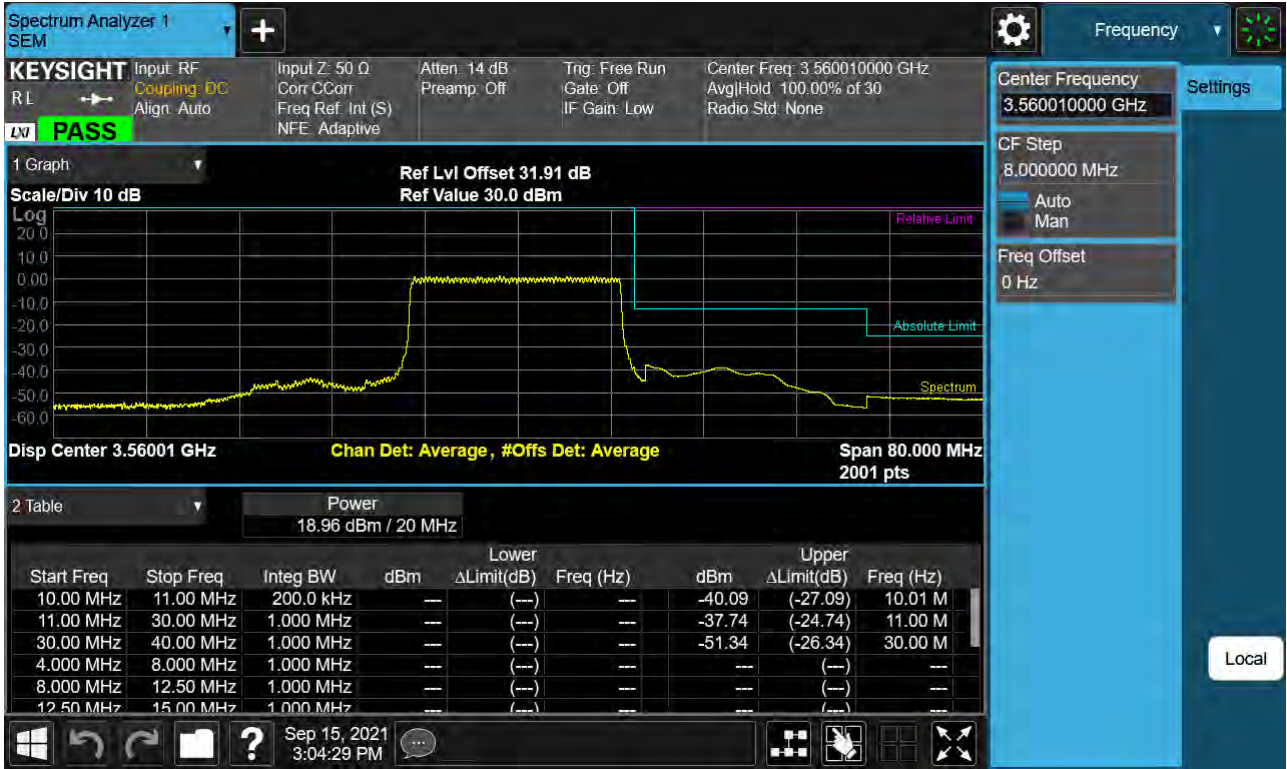 Spectrum Analyzer 1
SEM
+
Frequency
KEYSIGHT
R L
LXI
PASS
Input: RF
Coupling: DC
Align: Auto
Input Z: 50 Ω
Corr CCorr
Freq Ref: Int (S)
NFE: Adaptive
Atten: 14 dB
Preamp: Off
Trig: Free Run
Gate: Off
IF Gain: Low
Center Freq: 3.560010000 GHz
Avg|Hold: 100.00% of 30
Radio Std: None
Center Frequency
3.560010000 GHz
Settings
CF Step
8.000000 MHz
Auto
Man
Freq Offset
0 Hz
1 Graph
Scale/Div 10 dB
Ref Lvl Offset 31.91 dB
Ref Value 30.0 dBm
Log
20.0
10.0
0.00
-10.0
-20.0
-30.0
-40.0
-50.0
-60.0
Relative Limit
Absolute Limit
Spectrum
Disp Center 3.56001 GHz
Chan Det: Average, #Offs Det: Average
Span 80.000 MHz
2001 pts
2 Table
Power
18.96 dBm / 20 MHz
Lower Upper
Start Freq Stop Freq Integ BW dBm ΔLimit(dB) Freq (Hz) dBm ΔLimit(dB) Freq (Hz)
10.00 MHz 11.00 MHz 200.0 kHz --- (---) --- -40.09 (-27.09) 10.01 M
11.00 MHz 30.00 MHz 1.000 MHz --- (---) --- -37.74 (-24.74) 11.00 M
30.00 MHz 40.00 MHz 1.000 MHz --- (---) --- -51.34 (-26.34) 30.00 M
4.000 MHz 8.000 MHz 1.000 MHz --- (---) --- --- (---) ---
8.000 MHz 12.50 MHz 1.000 MHz --- (---) --- --- (---) ---
12.50 MHz 15.00 MHz 1.000 MHz --- (---) --- --- (---) ---
Local
?
Sep 15, 2021
3:04:29 PM